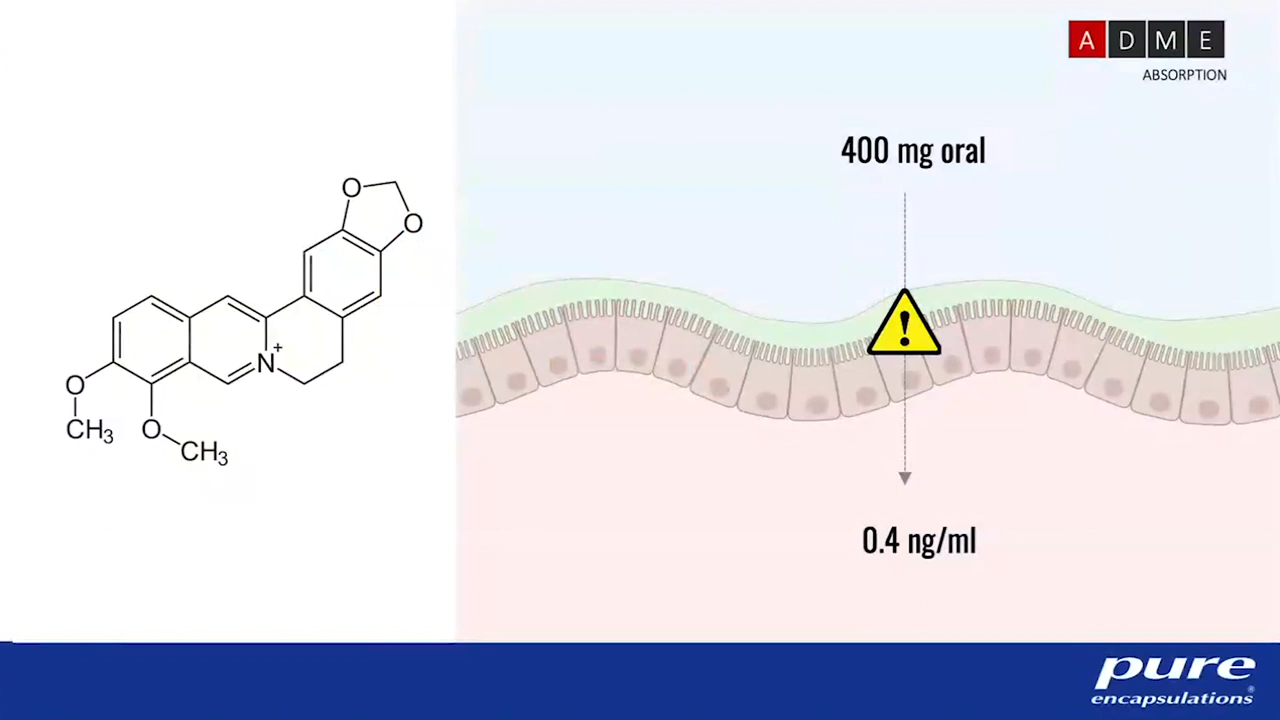 A D M E
ABSORPTION
400 mg oral
O
O
N+
O
CH3
O
CH3
!
0.4 ng/ml
pure
encapsulations®